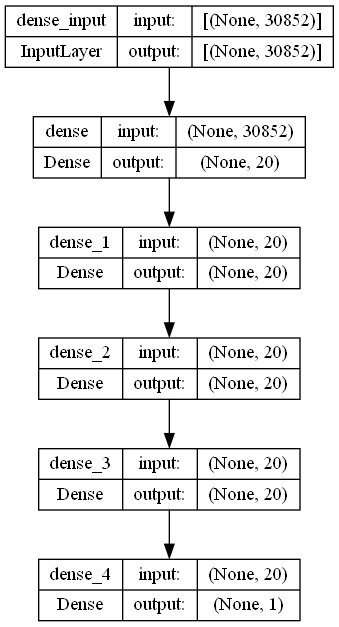 dense_input input: [(None, 30852)]
InputLayer output: [(None, 30852)]
dense input: (None, 30852)
Dense output: (None, 20)
dense_1 input: (None, 20)
Dense output: (None, 20)
dense_2 input: (None, 20)
Dense output: (None, 20)
dense_3 input: (None, 20)
Dense output: (None, 20)
dense_4 input: (None, 20)
Dense output: (None, 1)